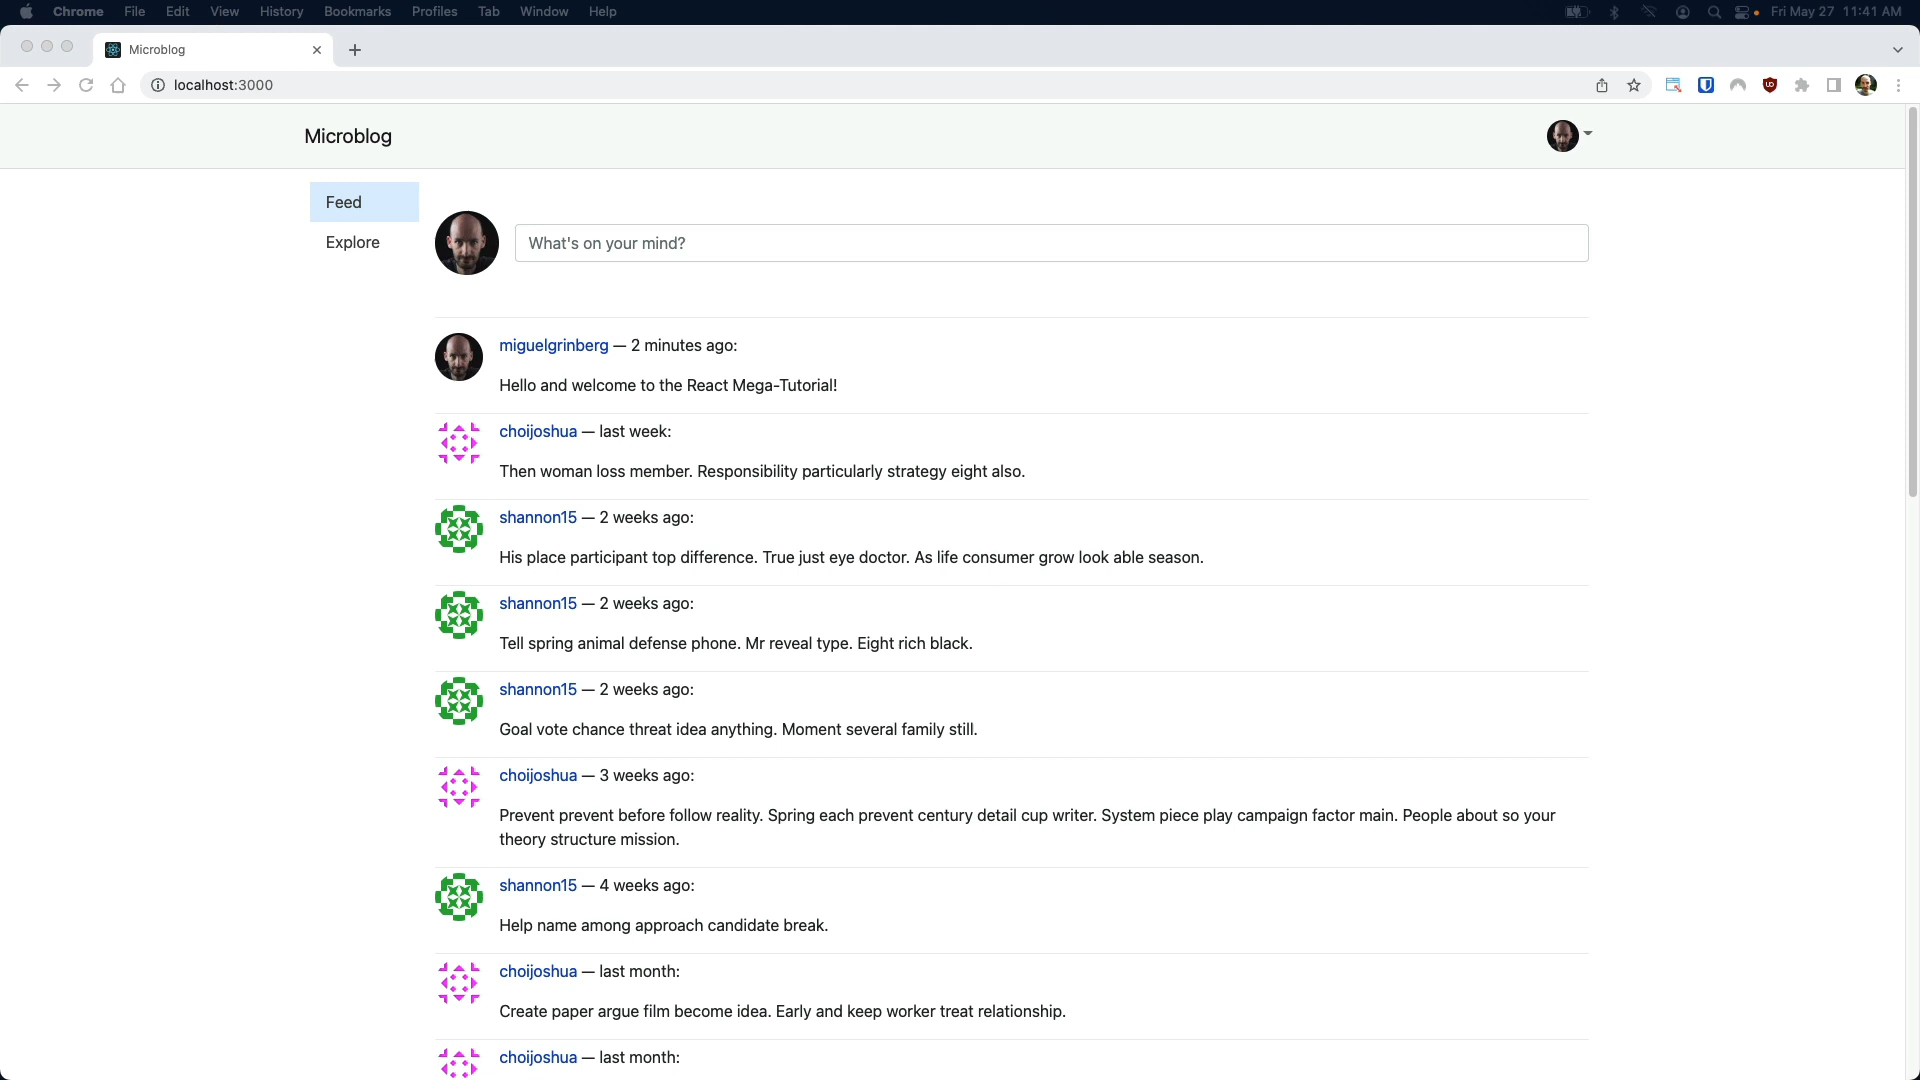 Chrome File Edit View History Bookmarks Profiles Tab Window Help Fri May 27 11:41 AM
Microblog
localhost:3000
Microblog
Feed
Explore
What's on your mind?
miguelgrinberg — 2 minutes ago:
Hello and welcome to the React Mega-Tutorial!
choijoshua — last week:
Then woman loss member. Responsibility particularly strategy eight also.
shannon15 — 2 weeks ago:
His place participant top difference. True just eye doctor. As life consumer grow look able season.
shannon15 — 2 weeks ago:
Tell spring animal defense phone. Mr reveal type. Eight rich black.
shannon15 — 2 weeks ago:
Goal vote chance threat idea anything. Moment several family still.
choijoshua — 3 weeks ago:
Prevent prevent before follow reality. Spring each prevent century detail cup writer. System piece play campaign factor main. People about so your
theory structure mission.
shannon15 — 4 weeks ago:
Help name among approach candidate break.
choijoshua — last month:
Create paper argue film become idea. Early and keep worker treat relationship.
choijoshua — last month: